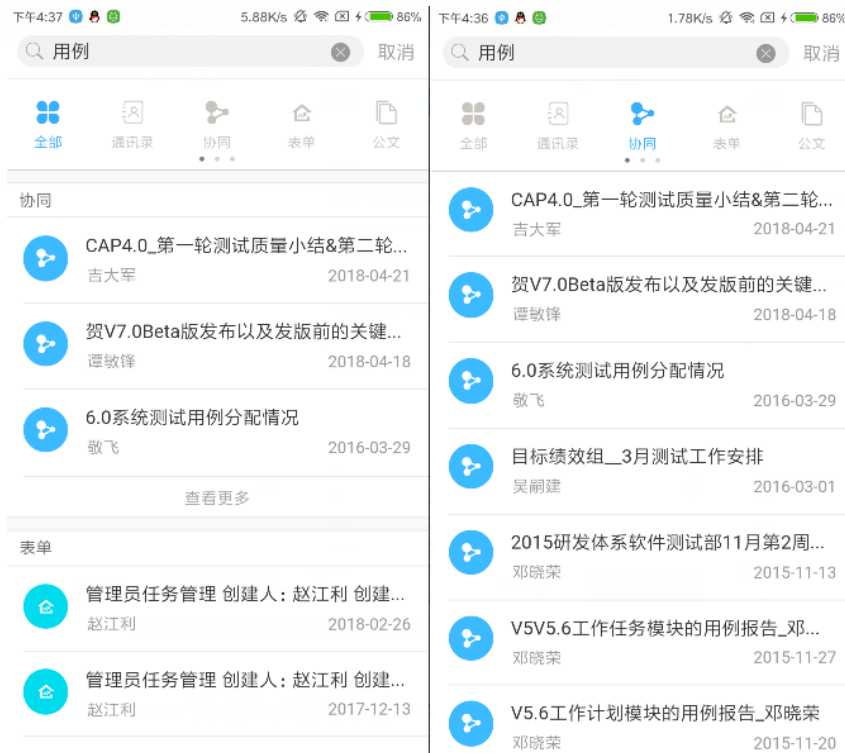 下午4:37 5.88K/s 86%
用例 取消
全部 通讯录 协同 表单 公文
协同
CAP4.0_第一轮测试质量小结&第二轮...
吉大军 2018-04-21
贺V7.0Beta版发布以及发版前的关键...
谭敏锋 2018-04-18
6.0系统测试用例分配情况
敬飞 2016-03-29
查看更多
表单
管理员任务管理 创建人：赵江利 创建...
赵江利 2018-02-26
管理员任务管理 创建人：赵江利 创建...
赵江利 2017-12-13
下午4:36 1.78K/s 86%
用例 取消
全部 通讯录 协同 表单 公文
CAP4.0_第一轮测试质量小结&第二轮...
吉大军 2018-04-21
贺V7.0Beta版发布以及发版前的关键...
谭敏锋 2018-04-18
6.0系统测试用例分配情况
敬飞 2016-03-29
目标绩效组__3月测试工作安排
吴嗣建 2016-03-01
2015研发体系软件测试部11月第2周...
邓晓荣 2015-11-13
V5V5.6工作任务模块的用例报告_邓...
邓晓荣 2015-11-27
V5.6工作计划模块的用例报告_邓晓荣
邓晓荣 2015-11-20